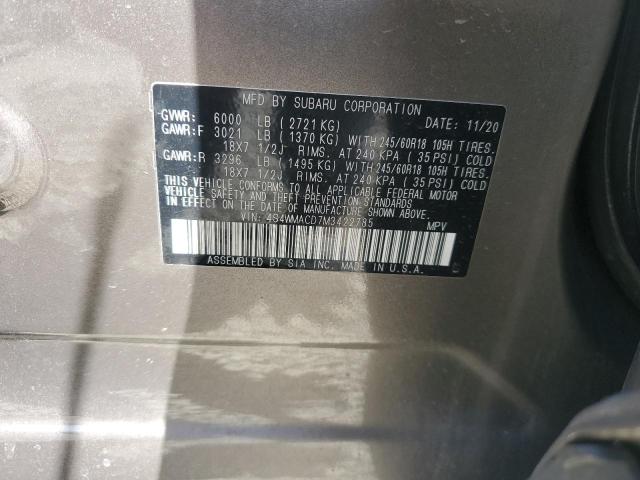 MFD BY SUBARU CORPORATION
GVWR: 6000 LB ( 2721 KG) DATE: 11/20
GAWR:F 3021 LB ( 1370 KG) WITH 245/60R18 105H TIRES.
18X7 1/2J RIMS. AT 240 KPA ( 35 PSI) COLD
GAWR:R 3296 LB ( 1495 KG) WITH 245/60R18 105H TIRES.
18X7 1/2J RIMS. AT 240 KPA ( 35 PSI) COLD
THIS VEHICLE CONFORMS TO ALL APPLICABLE FEDERAL MOTOR
VEHICLE SAFETY AND THEFT PREVENTION STANDARDS
IN EFFECT ON THE DATE OF MANUFACTURE SHOWN ABOVE.
VIN: 4S4WMACD7M3422785 MPV
ASSEMBLED BY SIA INC. MADE IN U.S.A.